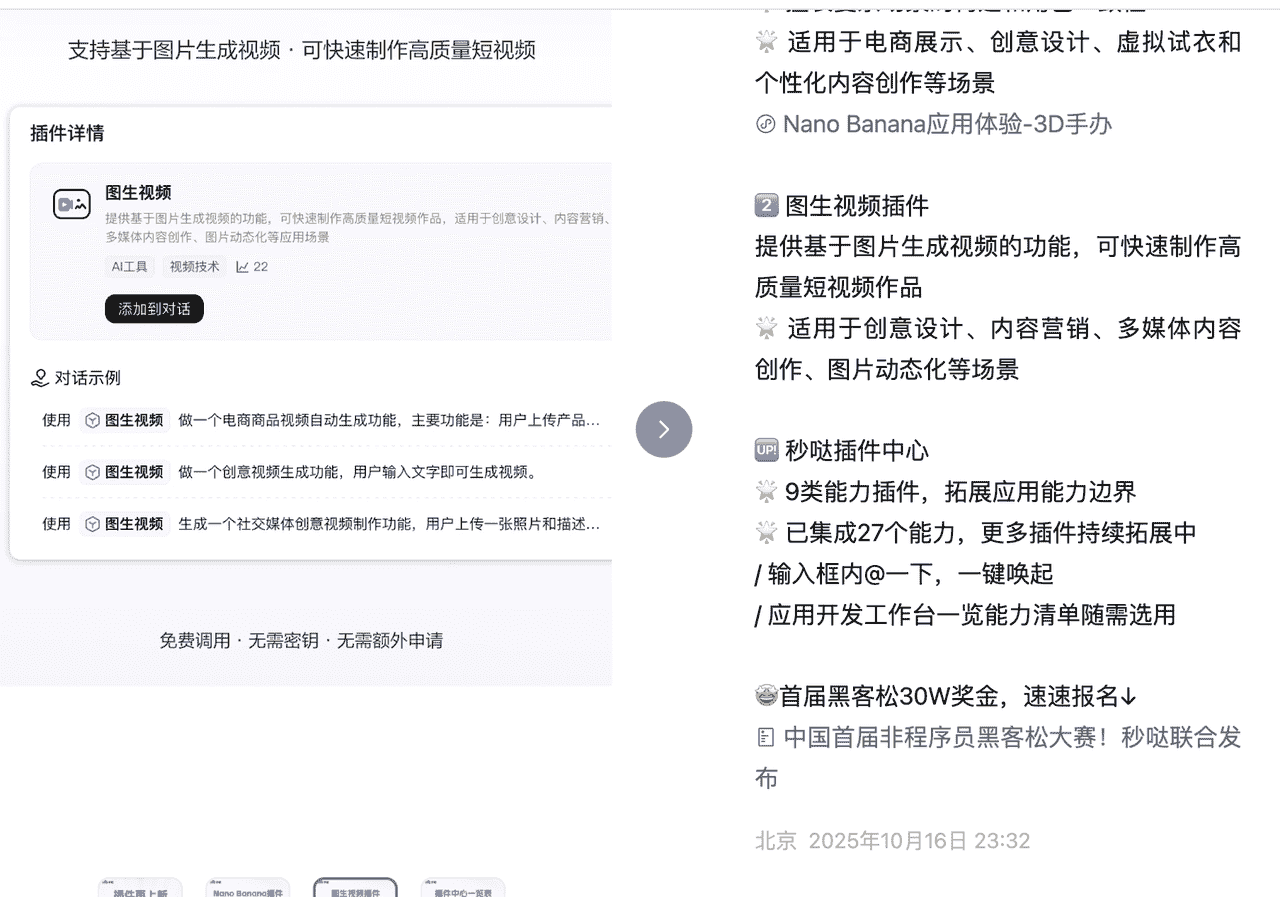 支持基于图片生成视频 · 可快速制作高质量短视频
插件详情
图生视频
提供基于图片生成视频的功能，可快速制作高质量短视频作品，适用于创意设计、内容营销、
多媒体内容创作、图片动态化等应用场景
AI工具 视频技术 22
添加到对话
对话示例
使用 图生视频 做一个电商商品视频自动生成功能，主要功能是：用户上传产品...
使用 图生视频 做一个创意视频生成功能，用户输入文字即可生成视频。
使用 图生视频 生成一个社交媒体创意视频制作功能，用户上传一张照片和描述...
免费调用 · 无需密钥 · 无需额外申请
插件再上新
Nano Banana插件
图生视频插件
插件中心一览表
🌟 适用于电商展示、创意设计、虚拟试衣和
个性化内容创作等场景
Nano Banana应用体验-3D手办
2️⃣ 图生视频插件
提供基于图片生成视频的功能，可快速制作高
质量短视频作品
🌟 适用于创意设计、内容营销、多媒体内容
创作、图片动态化等场景
🆙 秒哒插件中心
🌟 9类能力插件，拓展应用能力边界
🌟 已集成27个能力，更多插件持续拓展中
/ 输入框内@一下，一键唤起
/ 应用开发工作台一览能力清单随需选用
🤩首届黑客松30W奖金，速速报名↓
中国首届非程序员黑客松大赛！秒哒联合发
布
北京 2025年10月16日 23:32